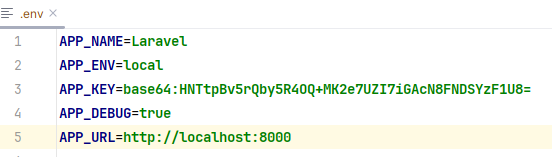 .env
1 APP_NAME=Laravel
2 APP_ENV=local
3 APP_KEY=base64:HNTtpBv5rQby5R4OQ+MK2e7UZI7iGAcN8FNDSYzF1U8=
4 APP_DEBUG=true
5 APP_URL=http://localhost:8000